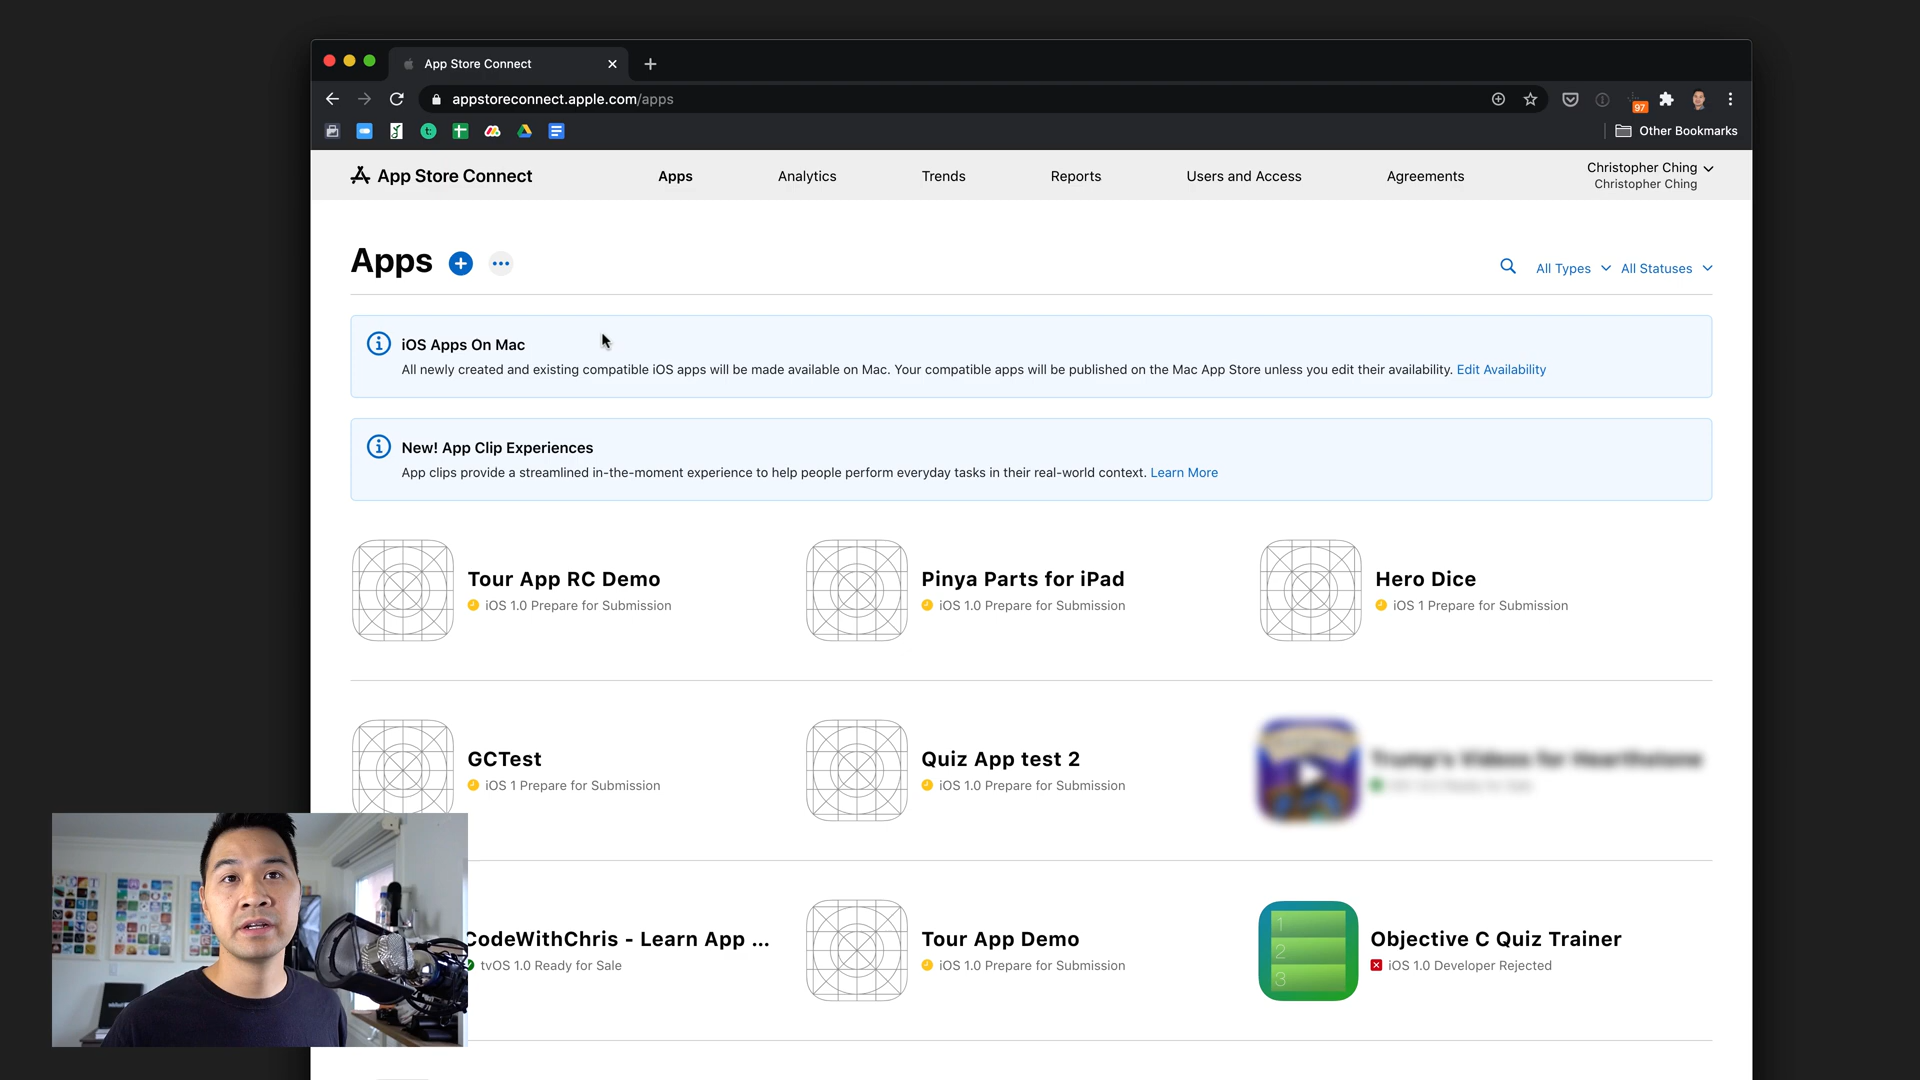 App Store Connect
appstoreconnect.apple.com/apps
97
Other Bookmarks
App Store Connect
Apps
Analytics
Trends
Reports
Users and Access
Agreements
Christopher Ching
Christopher Ching
Apps
All Types
All Statuses
iOS Apps On Mac
All newly created and existing compatible iOS apps will be made available on Mac. Your compatible apps will be published on the Mac App Store unless you edit their availability. Edit Availability
New! App Clip Experiences
App clips provide a streamlined in-the-moment experience to help people perform everyday tasks in their real-world context. Learn More
Tour App RC Demo
iOS 1.0 Prepare for Submission
Pinya Parts for iPad
iOS 1.0 Prepare for Submission
Hero Dice
iOS 1 Prepare for Submission
GCTest
iOS 1 Prepare for Submission
Quiz App test 2
iOS 1.0 Prepare for Submission
CodeWithChris - Learn App ...
tvOS 1.0 Ready for Sale
Tour App Demo
iOS 1.0 Prepare for Submission
1
2
3
Objective C Quiz Trainer
iOS 1.0 Developer Rejected